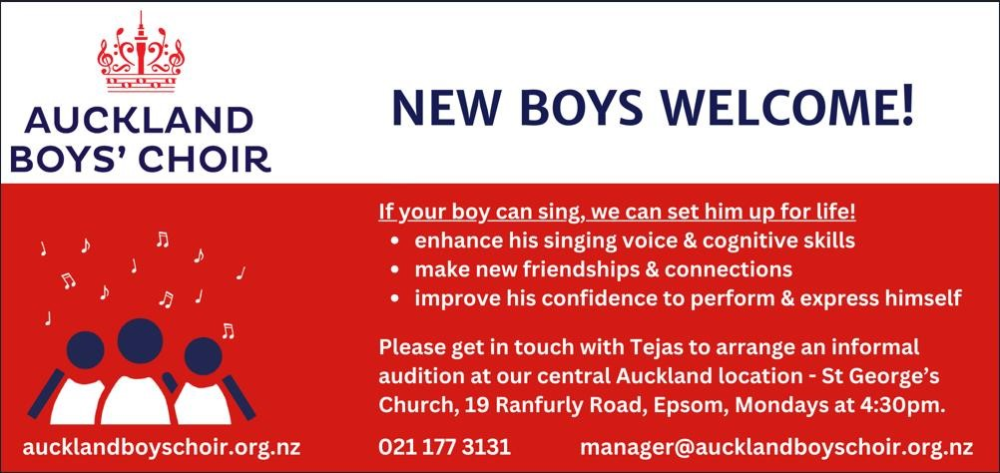 AUCKLAND
BOYS' CHOIR
NEW BOYS WELCOME!
If your boy can sing, we can set him up for life!
• enhance his singing voice & cognitive skills
• make new friendships & connections
• improve his confidence to perform & express himself
Please get in touch with Tejas to arrange an informal
audition at our central Auckland location - St George's
Church, 19 Ranfurly Road, Epsom, Mondays at 4:30pm.
aucklandboyschoir.org.nz
021 177 3131
manager@aucklandboyschoir.org.nz